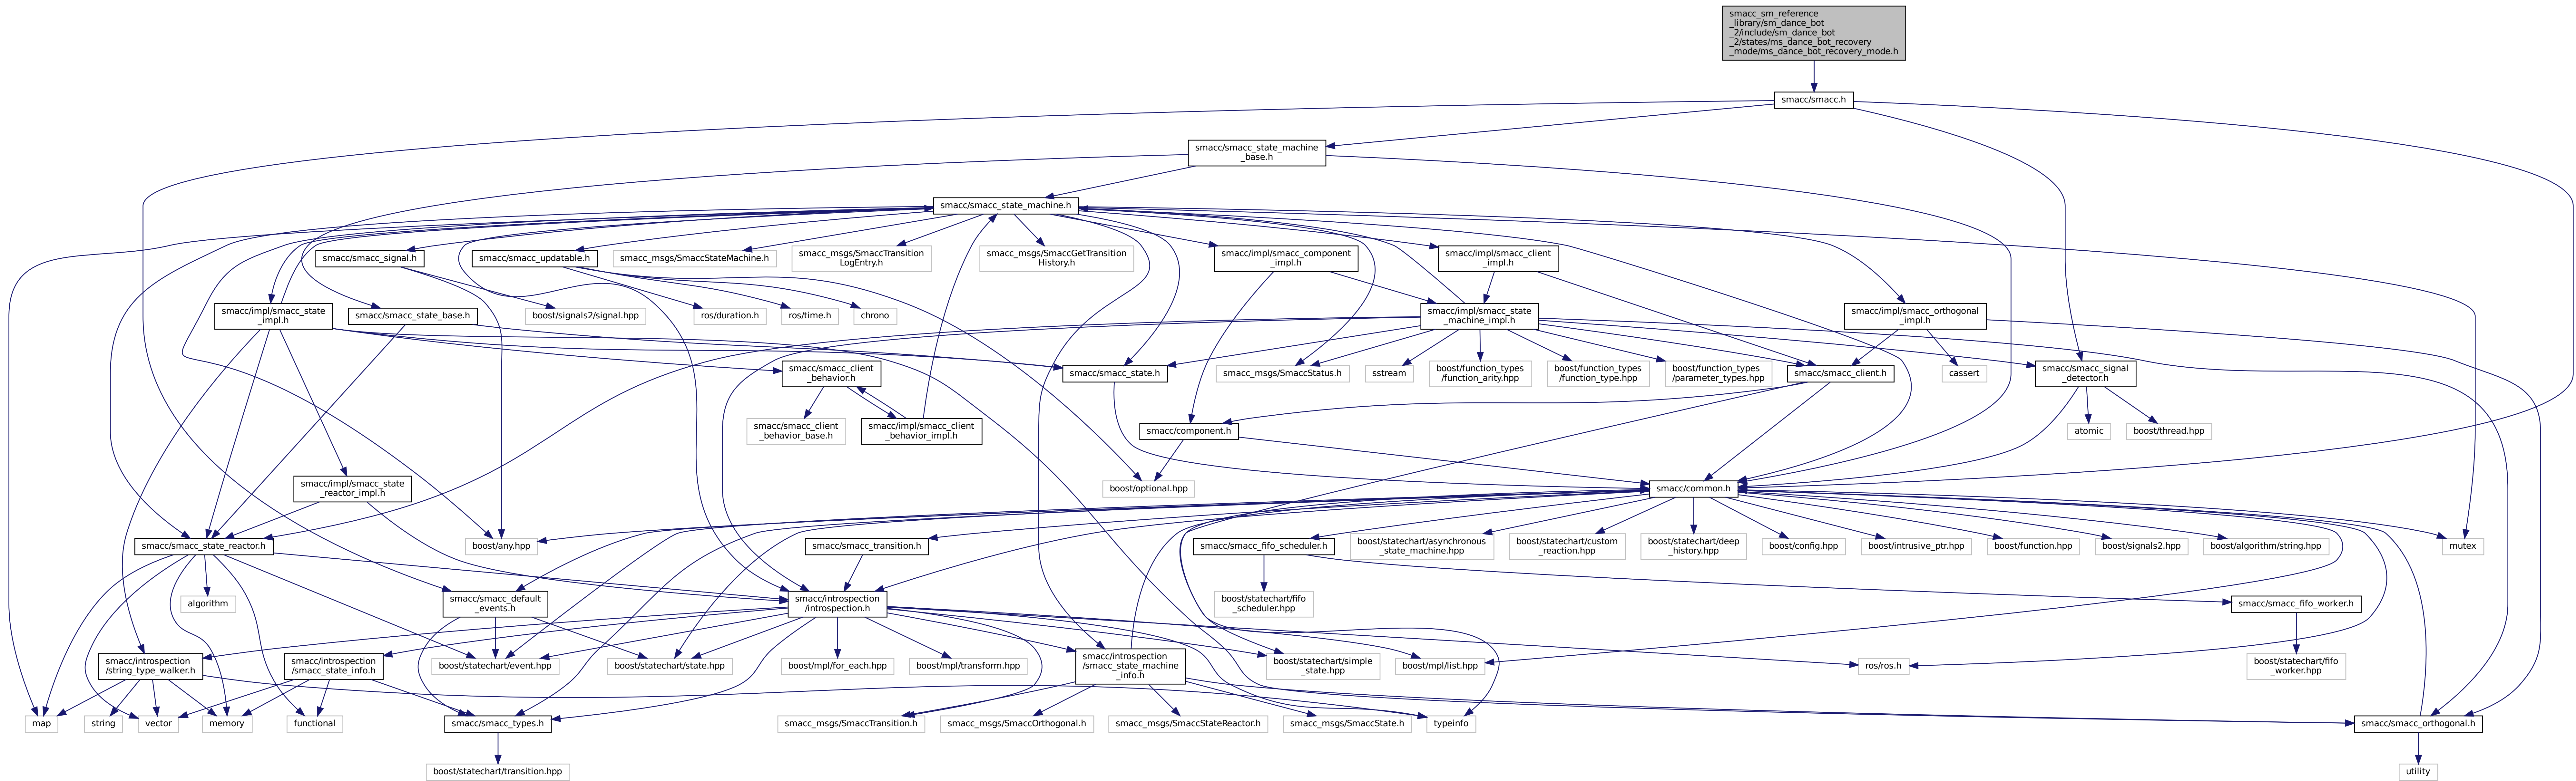 smacc_sm_reference
_library/sm_dance_bot
_2/include/sm_dance_bot
_2/states/ms_dance_bot_recovery
_mode/ms_dance_bot_recovery_mode.h
smacc/smacc.h
smacc/smacc_state_machine
_base.h
smacc/smacc_state_machine.h
smacc/smacc_signal.h
smacc/smacc_updatable.h
smacc_msgs/SmaccStateMachine.h
smacc_msgs/SmaccTransition
LogEntry.h
smacc_msgs/SmaccGetTransition
History.h
smacc/impl/smacc_component
_impl.h
smacc/impl/smacc_client
_impl.h
smacc/impl/smacc_state
_impl.h
smacc/smacc_state_base.h
boost/signals2/signal.hpp
ros/duration.h
ros/time.h
chrono
smacc/impl/smacc_state
_machine_impl.h
smacc/impl/smacc_orthogonal
_impl.h
smacc/smacc_client
_behavior.h
smacc/smacc_state.h
smacc_msgs/SmaccStatus.h
sstream
boost/function_types
/function_arity.hpp
boost/function_types
/function_type.hpp
boost/function_types
/parameter_types.hpp
smacc/smacc_client.h
cassert
smacc/smacc_signal
_detector.h
smacc/smacc_client
_behavior_base.h
smacc/impl/smacc_client
_behavior_impl.h
smacc/component.h
atomic
boost/thread.hpp
smacc/impl/smacc_state
_reactor_impl.h
boost/optional.hpp
smacc/common.h
smacc/smacc_state_reactor.h
boost/any.hpp
smacc/smacc_transition.h
smacc/smacc_fifo_scheduler.h
boost/statechart/asynchronous
_state_machine.hpp
boost/statechart/custom
_reaction.hpp
boost/statechart/deep
_history.hpp
boost/config.hpp
boost/intrusive_ptr.hpp
boost/function.hpp
boost/signals2.hpp
boost/algorithm/string.hpp
mutex
algorithm
smacc/smacc_default
_events.h
smacc/introspection
/introspection.h
boost/statechart/fifo
_scheduler.hpp
smacc/smacc_fifo_worker.h
smacc/introspection
/string_type_walker.h
smacc/introspection
/smacc_state_info.h
boost/statechart/event.hpp
boost/statechart/state.hpp
boost/mpl/for_each.hpp
boost/mpl/transform.hpp
smacc/introspection
/smacc_state_machine
_info.h
boost/statechart/simple
_state.hpp
boost/mpl/list.hpp
ros/ros.h
boost/statechart/fifo
_worker.hpp
map
string
vector
memory
functional
smacc/smacc_types.h
smacc_msgs/SmaccTransition.h
smacc_msgs/SmaccOrthogonal.h
smacc_msgs/SmaccStateReactor.h
smacc_msgs/SmaccState.h
typeinfo
smacc/smacc_orthogonal.h
boost/statechart/transition.hpp
utility